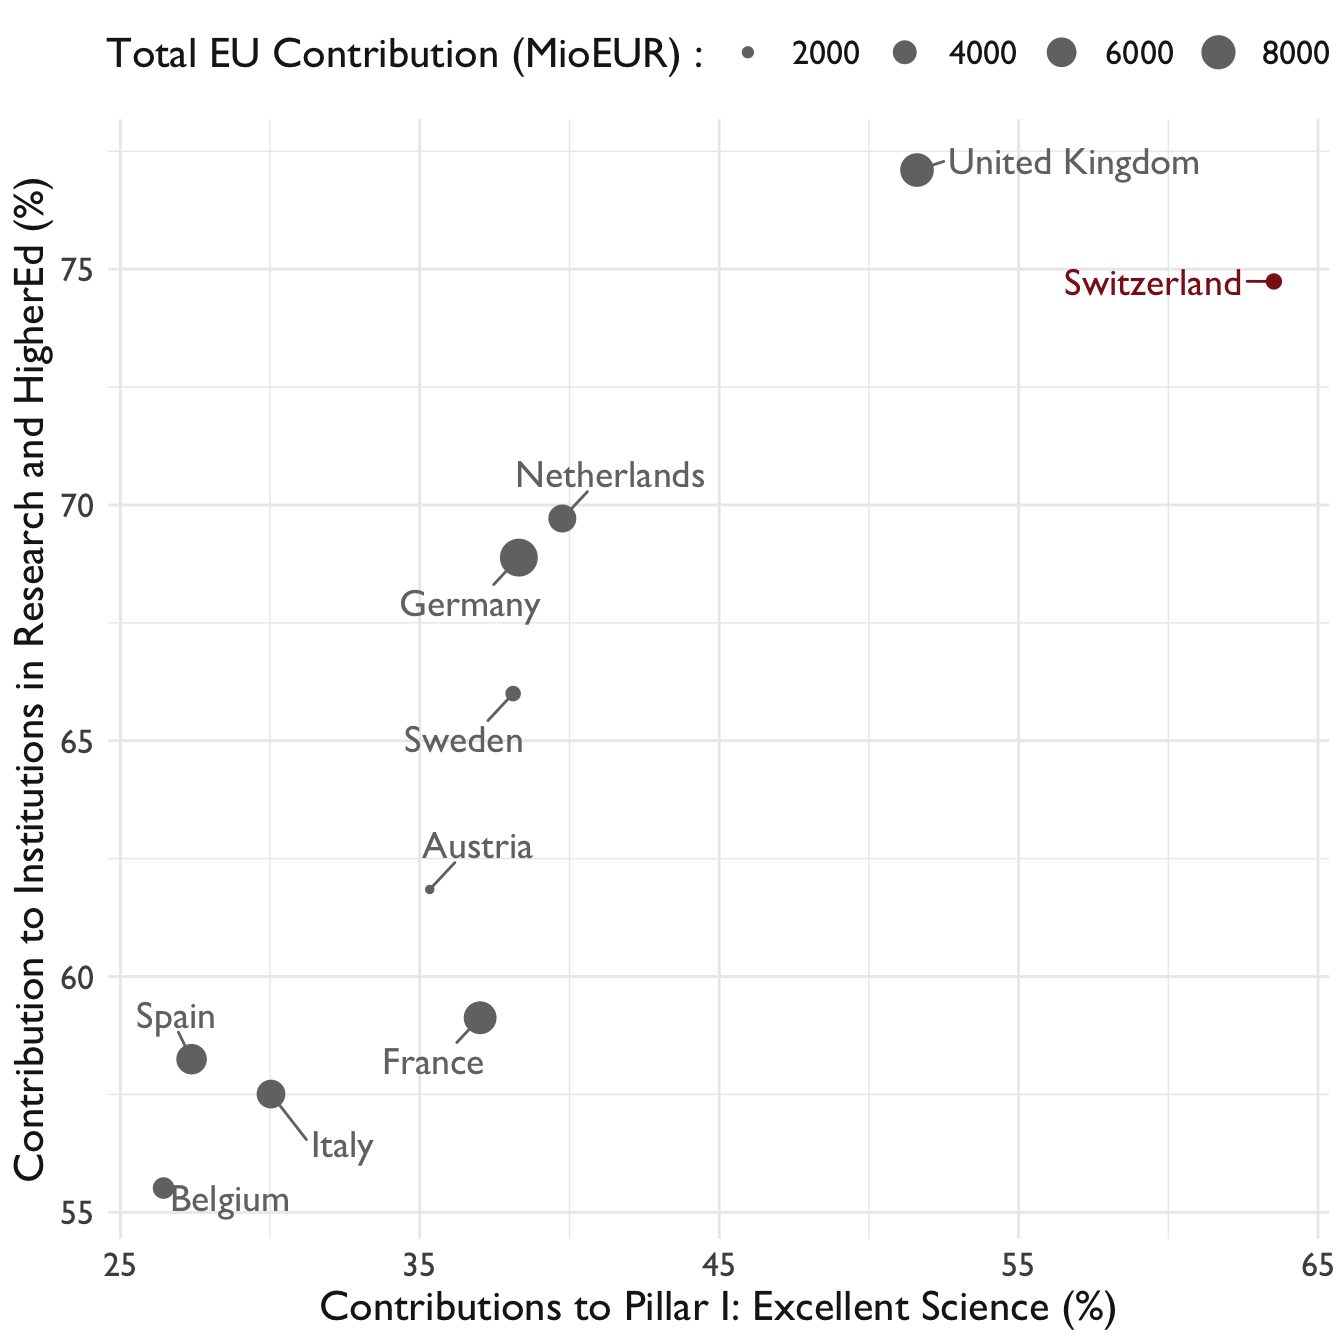 Total EU Contribution (MioEUR) : 2000 4000 6000 8000
Contribution to Institutions in Research and HigherEd (%)
United Kingdom
75
Switzerland
Netherlands
70
Germany
65
Sweden
Austria
60
Spain
France
Italy
Belgium
55
25 35 45 55 65
Contributions to Pillar I: Excellent Science (%)